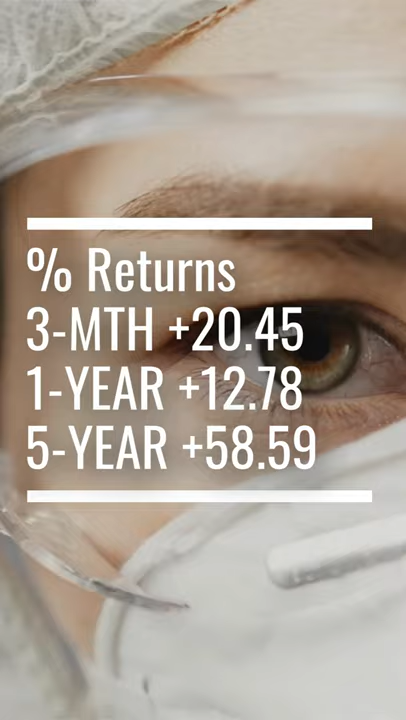 % Returns
3-MTH +20.45
1-YEAR +12.78
5-YEAR +58.59